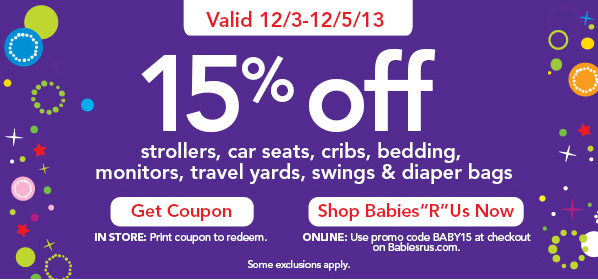 Valid 12/3-12/5/13
15% off
strollers, car seats, cribs, bedding,
monitors, travel yards, swings & diaper bags
Get Coupon
IN STORE: Print coupon to redeem.
Shop Babies"R"Us Now
ONLINE: Use promo code BABY15 at checkout
on Babiesrus.com.
Some exclusions apply.